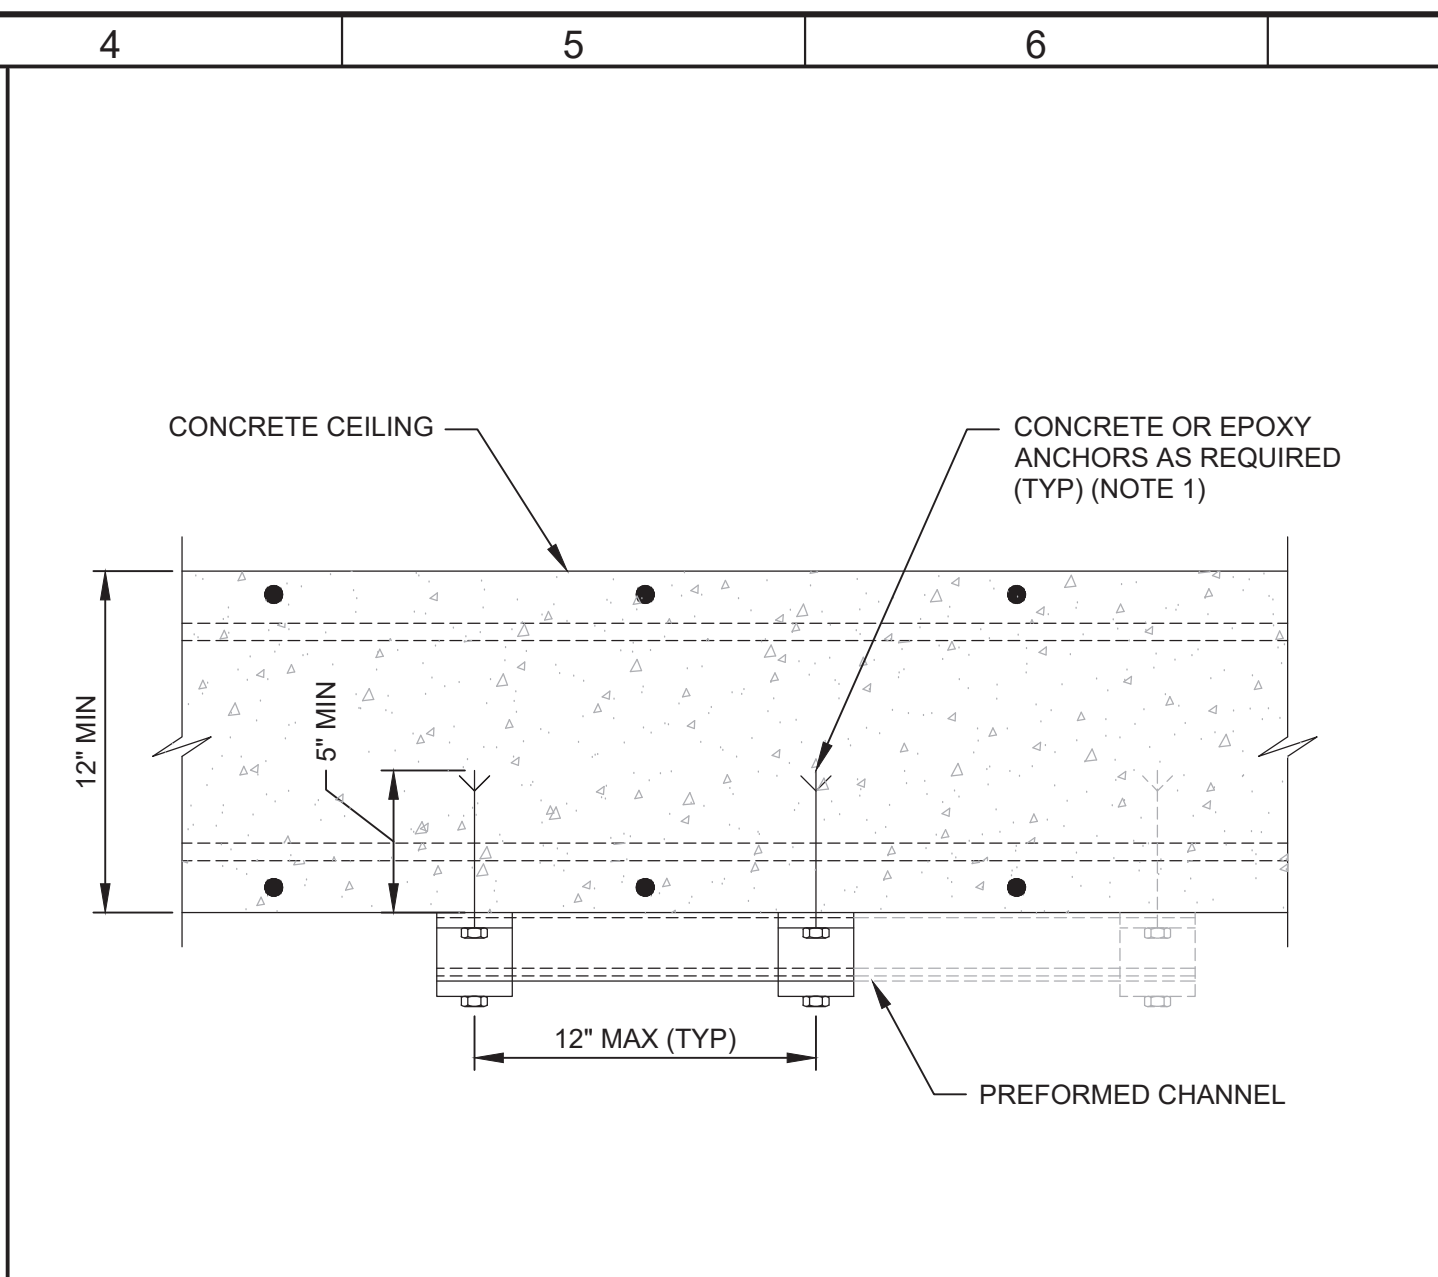 4
5
6
CONCRETE CEILING
CONCRETE OR EPOXY
ANCHORS AS REQUIRED
(TYP) (NOTE 1)
12" MIN
5" MIN
12" MAX (TYP)
PREFORMED CHANNEL